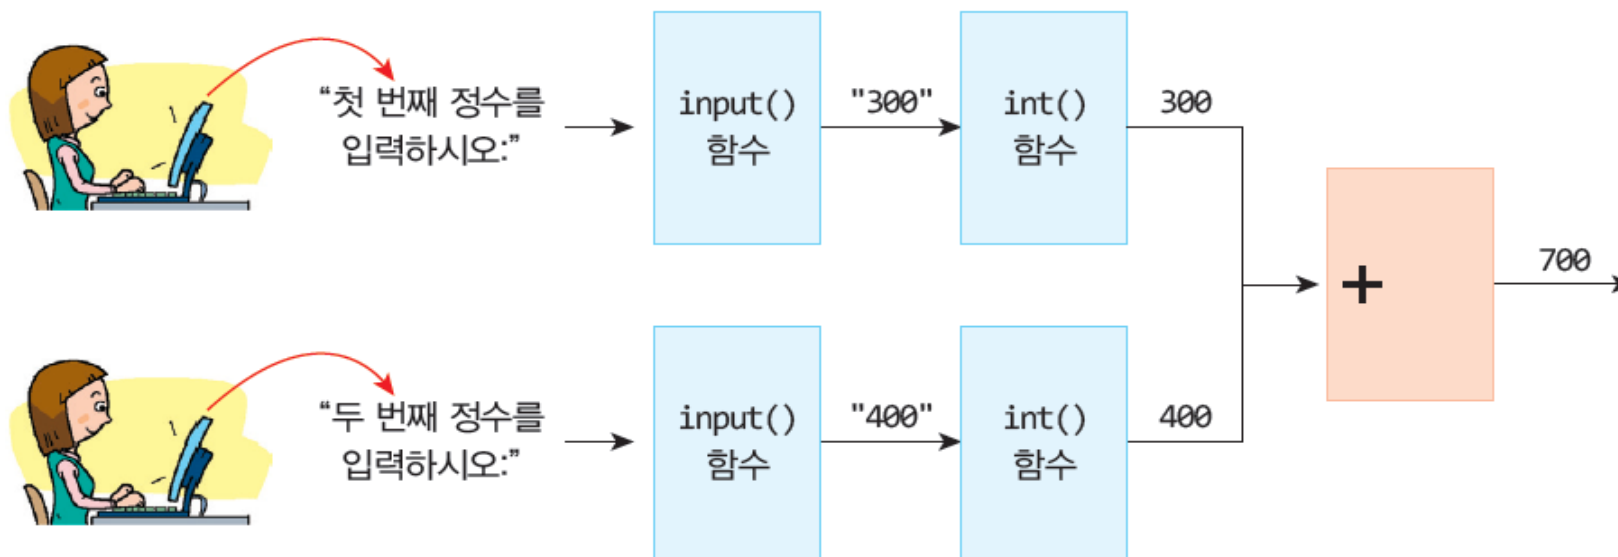 “첫 번째 정수를
입력하시오:”
input()
함수
"300"
int()
함수
300
“두 번째 정수를
입력하시오:”
input()
함수
"400"
int()
함수
400
+
700